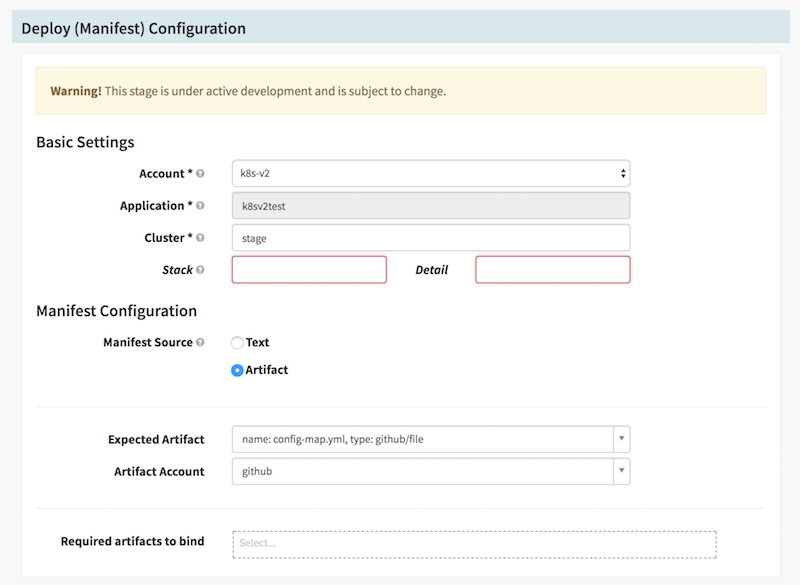 Deploy (Manifest) Configuration
Warning! This stage is under active development and is subject to change.
Basic Settings
Account * k8s-v2
Application * k8sv2test
Cluster * stage
Stack Detail
Manifest Configuration
Manifest Source Text
Artifact
Expected Artifact name: config-map.yml, type: github/file
Artifact Account github
Required artifacts to bind Select...